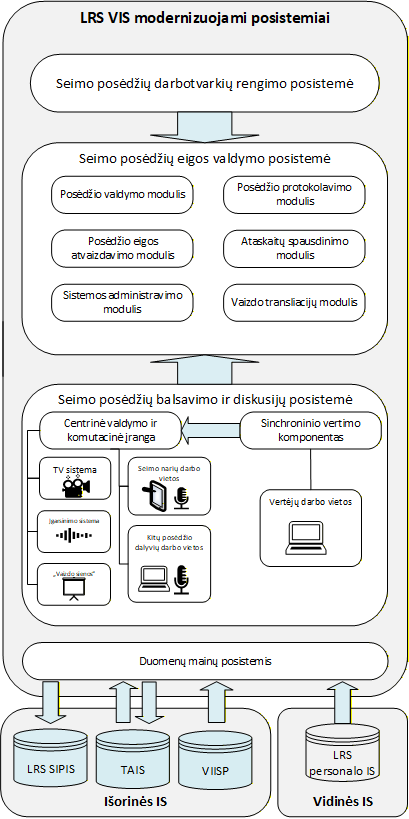 LRS VIS modernizuojami posistemiai
Seimo posėdžių darbotvarkių rengimo posistemė
Seimo posėdžių eigos valdymo posistemė
Posėdžio valdymo modulis
Posėdžio protokolavimo
modulis
Posėdžio eigos
atvaizdavimo modulis
Ataskaitų spausdinimo
modulis
Sistemos administravimo
modulis
Vaizdo transliacijų modulis
Seimo posėdžių balsavimo ir diskusijų posistemė
Centrinė valdymo ir
komutacinė įranga
Sinchroninio vertimo
komponentas
TV sistema
Seimo narių darbo
vietos
Įgarsinimo sistema
Vertėjų darbo vietos
Kitų posėdžio
dalyvių darbo vietos
„Vaizdo sienos“
Duomenų mainų posistemis
LRS SIPIS
TAIS
VIISP
LRS
personalo IS
Išorinės IS
Vidinės IS